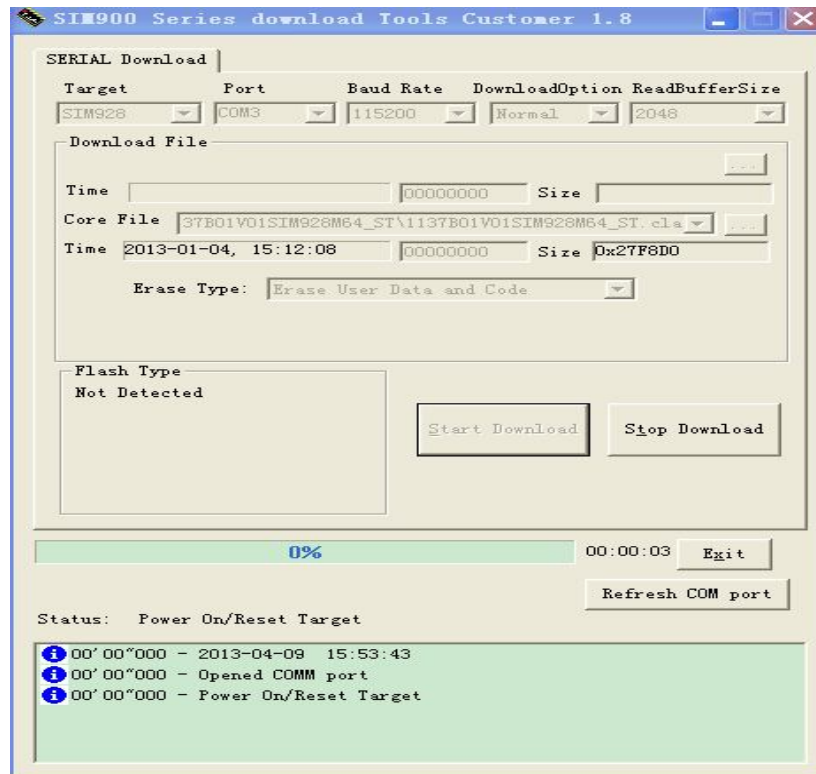 SIM900 Series download Tools Customer 1.8
SERIAL Download
Target Port Baud Rate DownloadOption ReadBufferSize
SIM928 COM3 115200 Normal 2048
Download File
...
Time 00000000 Size
Core File 37B01V01SIM928M64_ST\1137B01V01SIM928M64_ST.cla ...
Time 2013-01-04, 15:12:08 00000000 Size 0x27F8D0
Erase Type: Erase User Data and Code
Flash Type
Not Detected
Start Download Stop Download
0% 00:00:03 Exit
Refresh COM port
Status: Power On/Reset Target
00'00"000 - 2013-04-09 15:53:43
00'00"000 - Opened COMM port
00'00"000 - Power On/Reset Target